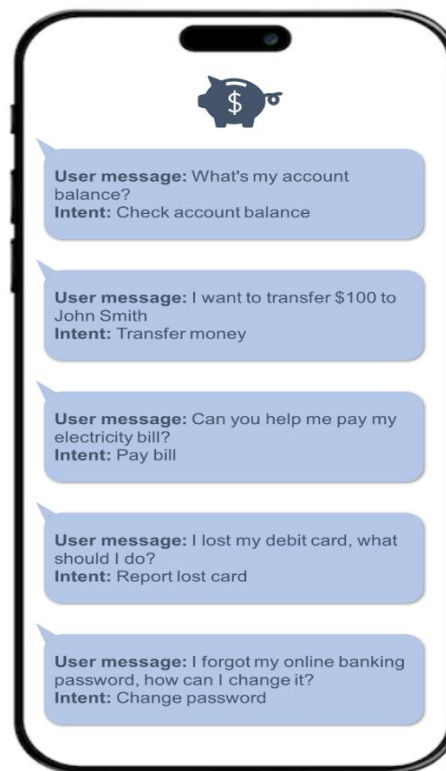 $
User message: What's my account
balance?
Intent: Check account balance
User message: I want to transfer $100 to
John Smith
Intent: Transfer money
User message: Can you help me pay my
electricity bill?
Intent: Pay bill
User message: I lost my debit card, what
should I do?
Intent: Report lost card
User message: I forgot my online banking
password, how can I change it?
Intent: Change password